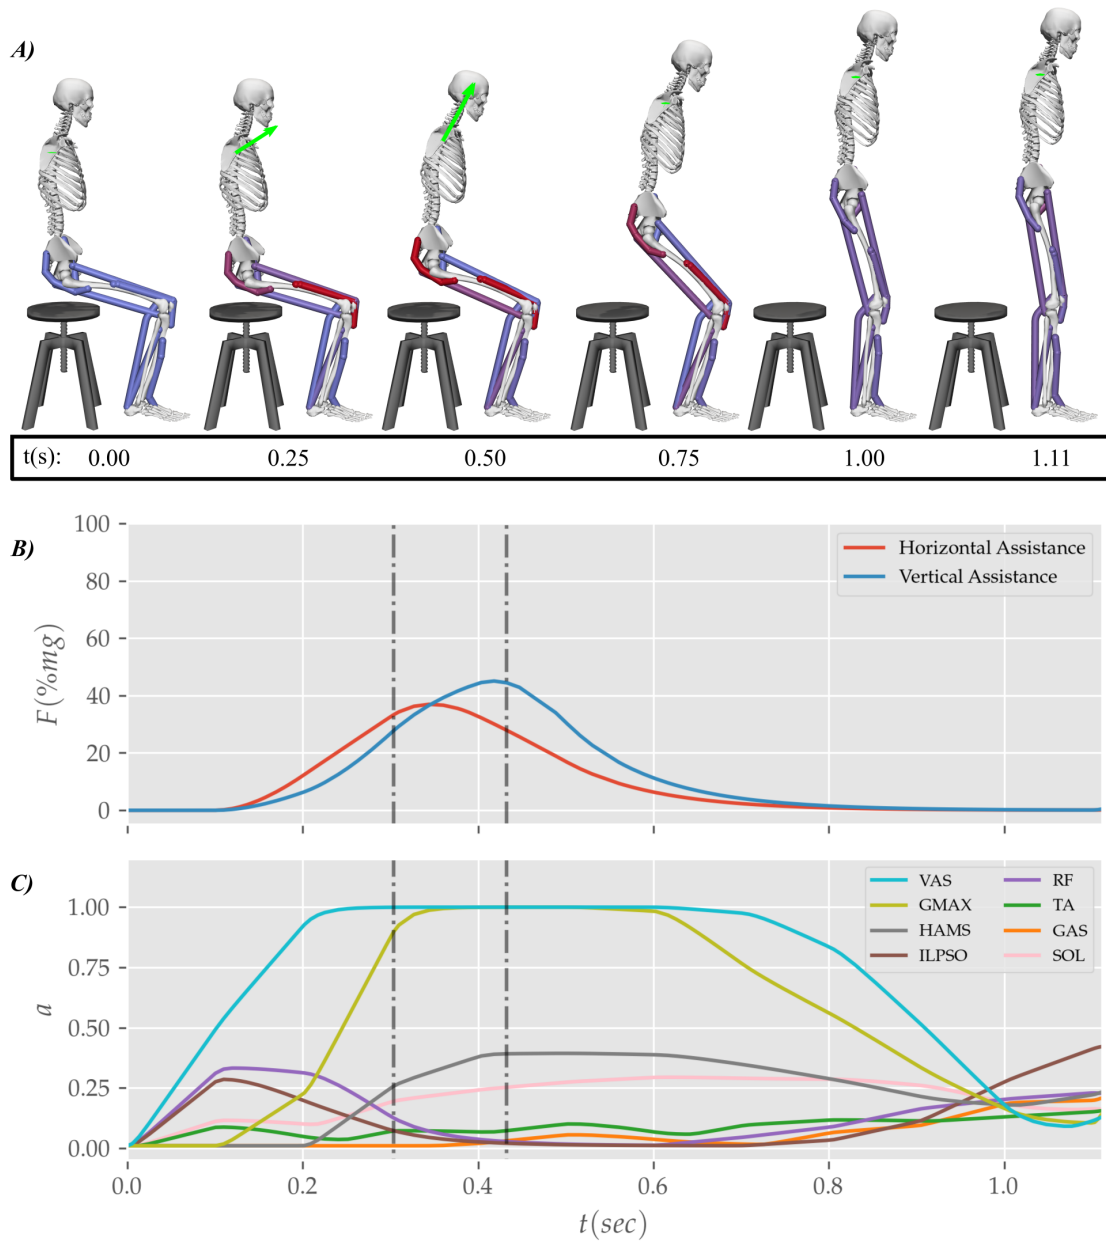 A)
t(s): 0.00 0.25 0.50 0.75 1.00 1.11
B)
100
80
60
40
20
0
F(%mg)
Horizontal Assistance
Vertical Assistance
C)
1.00
0.75
0.50
0.25
0.00
a
VAS RF
GMAX TA
HAMS GAS
ILPSO SOL
0.0 0.2 0.4 0.6 0.8 1.0
t(sec)